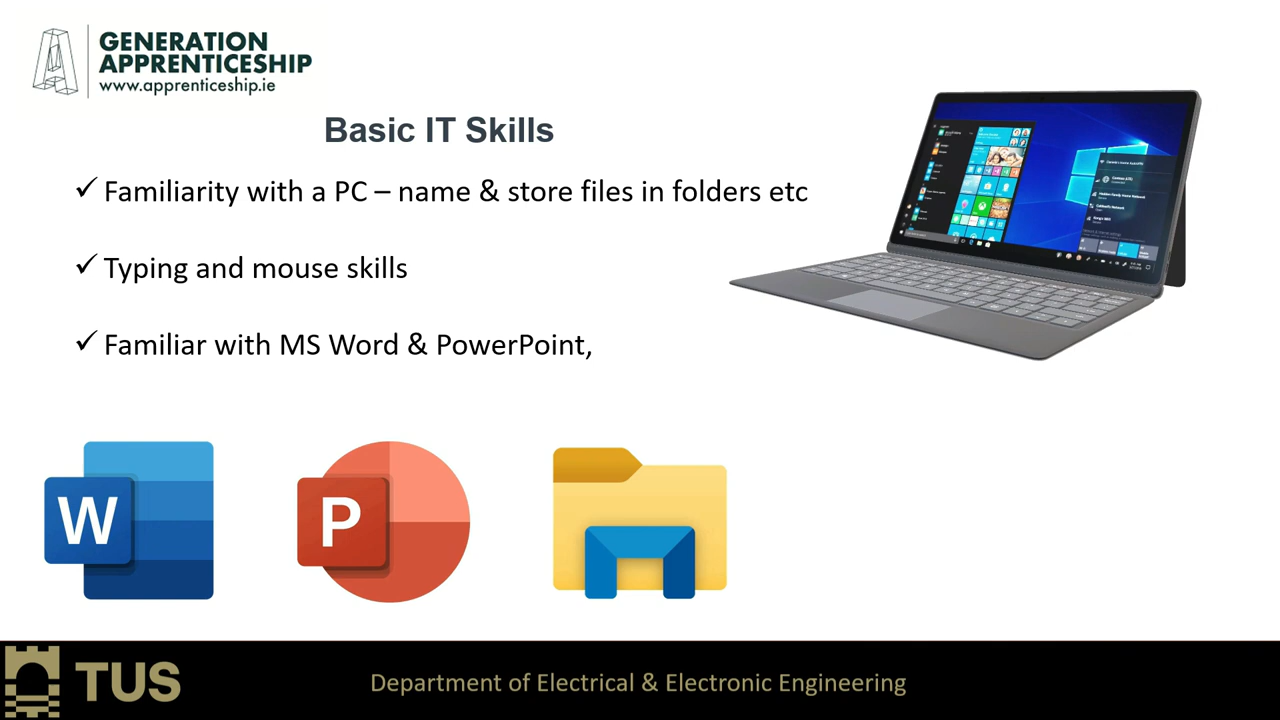 GENERATION
APPRENTICESHIP
www.apprenticeship.ie
Basic IT Skills
✓ Familiarity with a PC – nme & store files in folders etc
✓ Typing and mouse skills
✓ Familiar with MS Word & PowerPoint,
W
P
TUS
Department of Electrical & Electronic Engineering